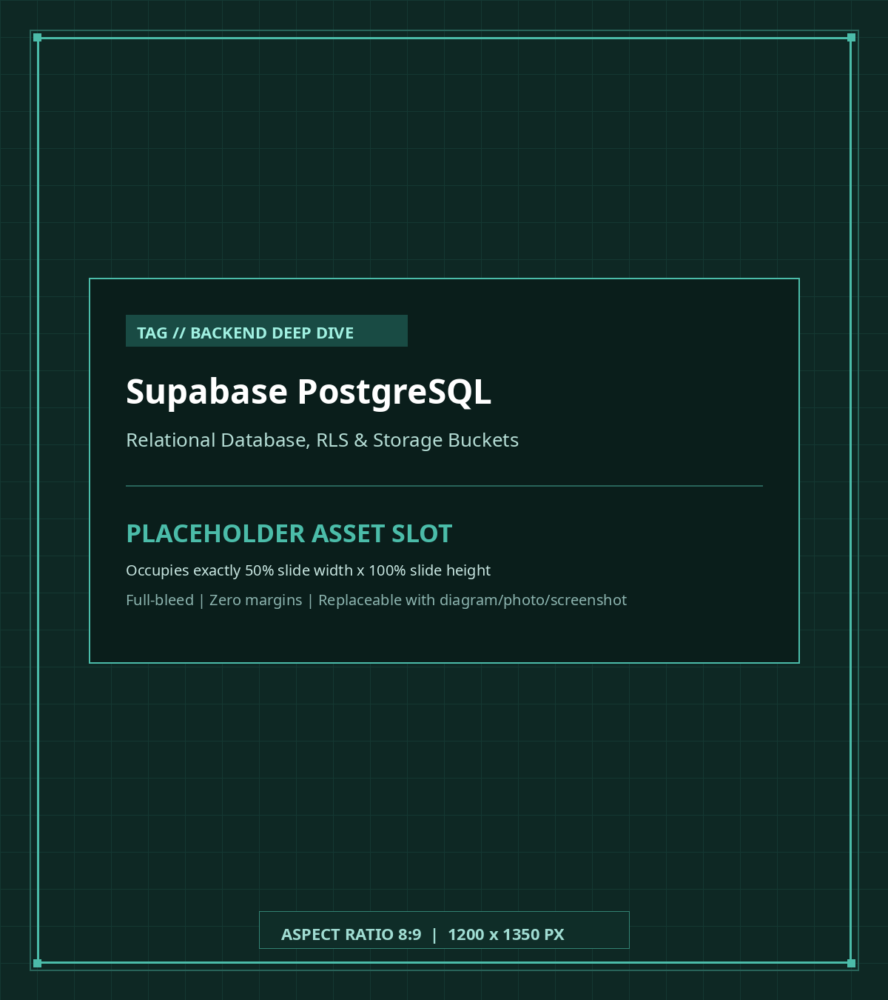 TAG // BACKEND DEEP DIVE
Supabase PostgreSQL
Relational Database, RLS & Storage Buckets
PLACEHOLDER ASSET SLOT
Occupies exactly 50% slide width x 100% slide height
Full-bleed | Zero margins | Replaceable with diagram/photo/screenshot
ASPECT RATIO 8:9 | 1200 x 1350 PX